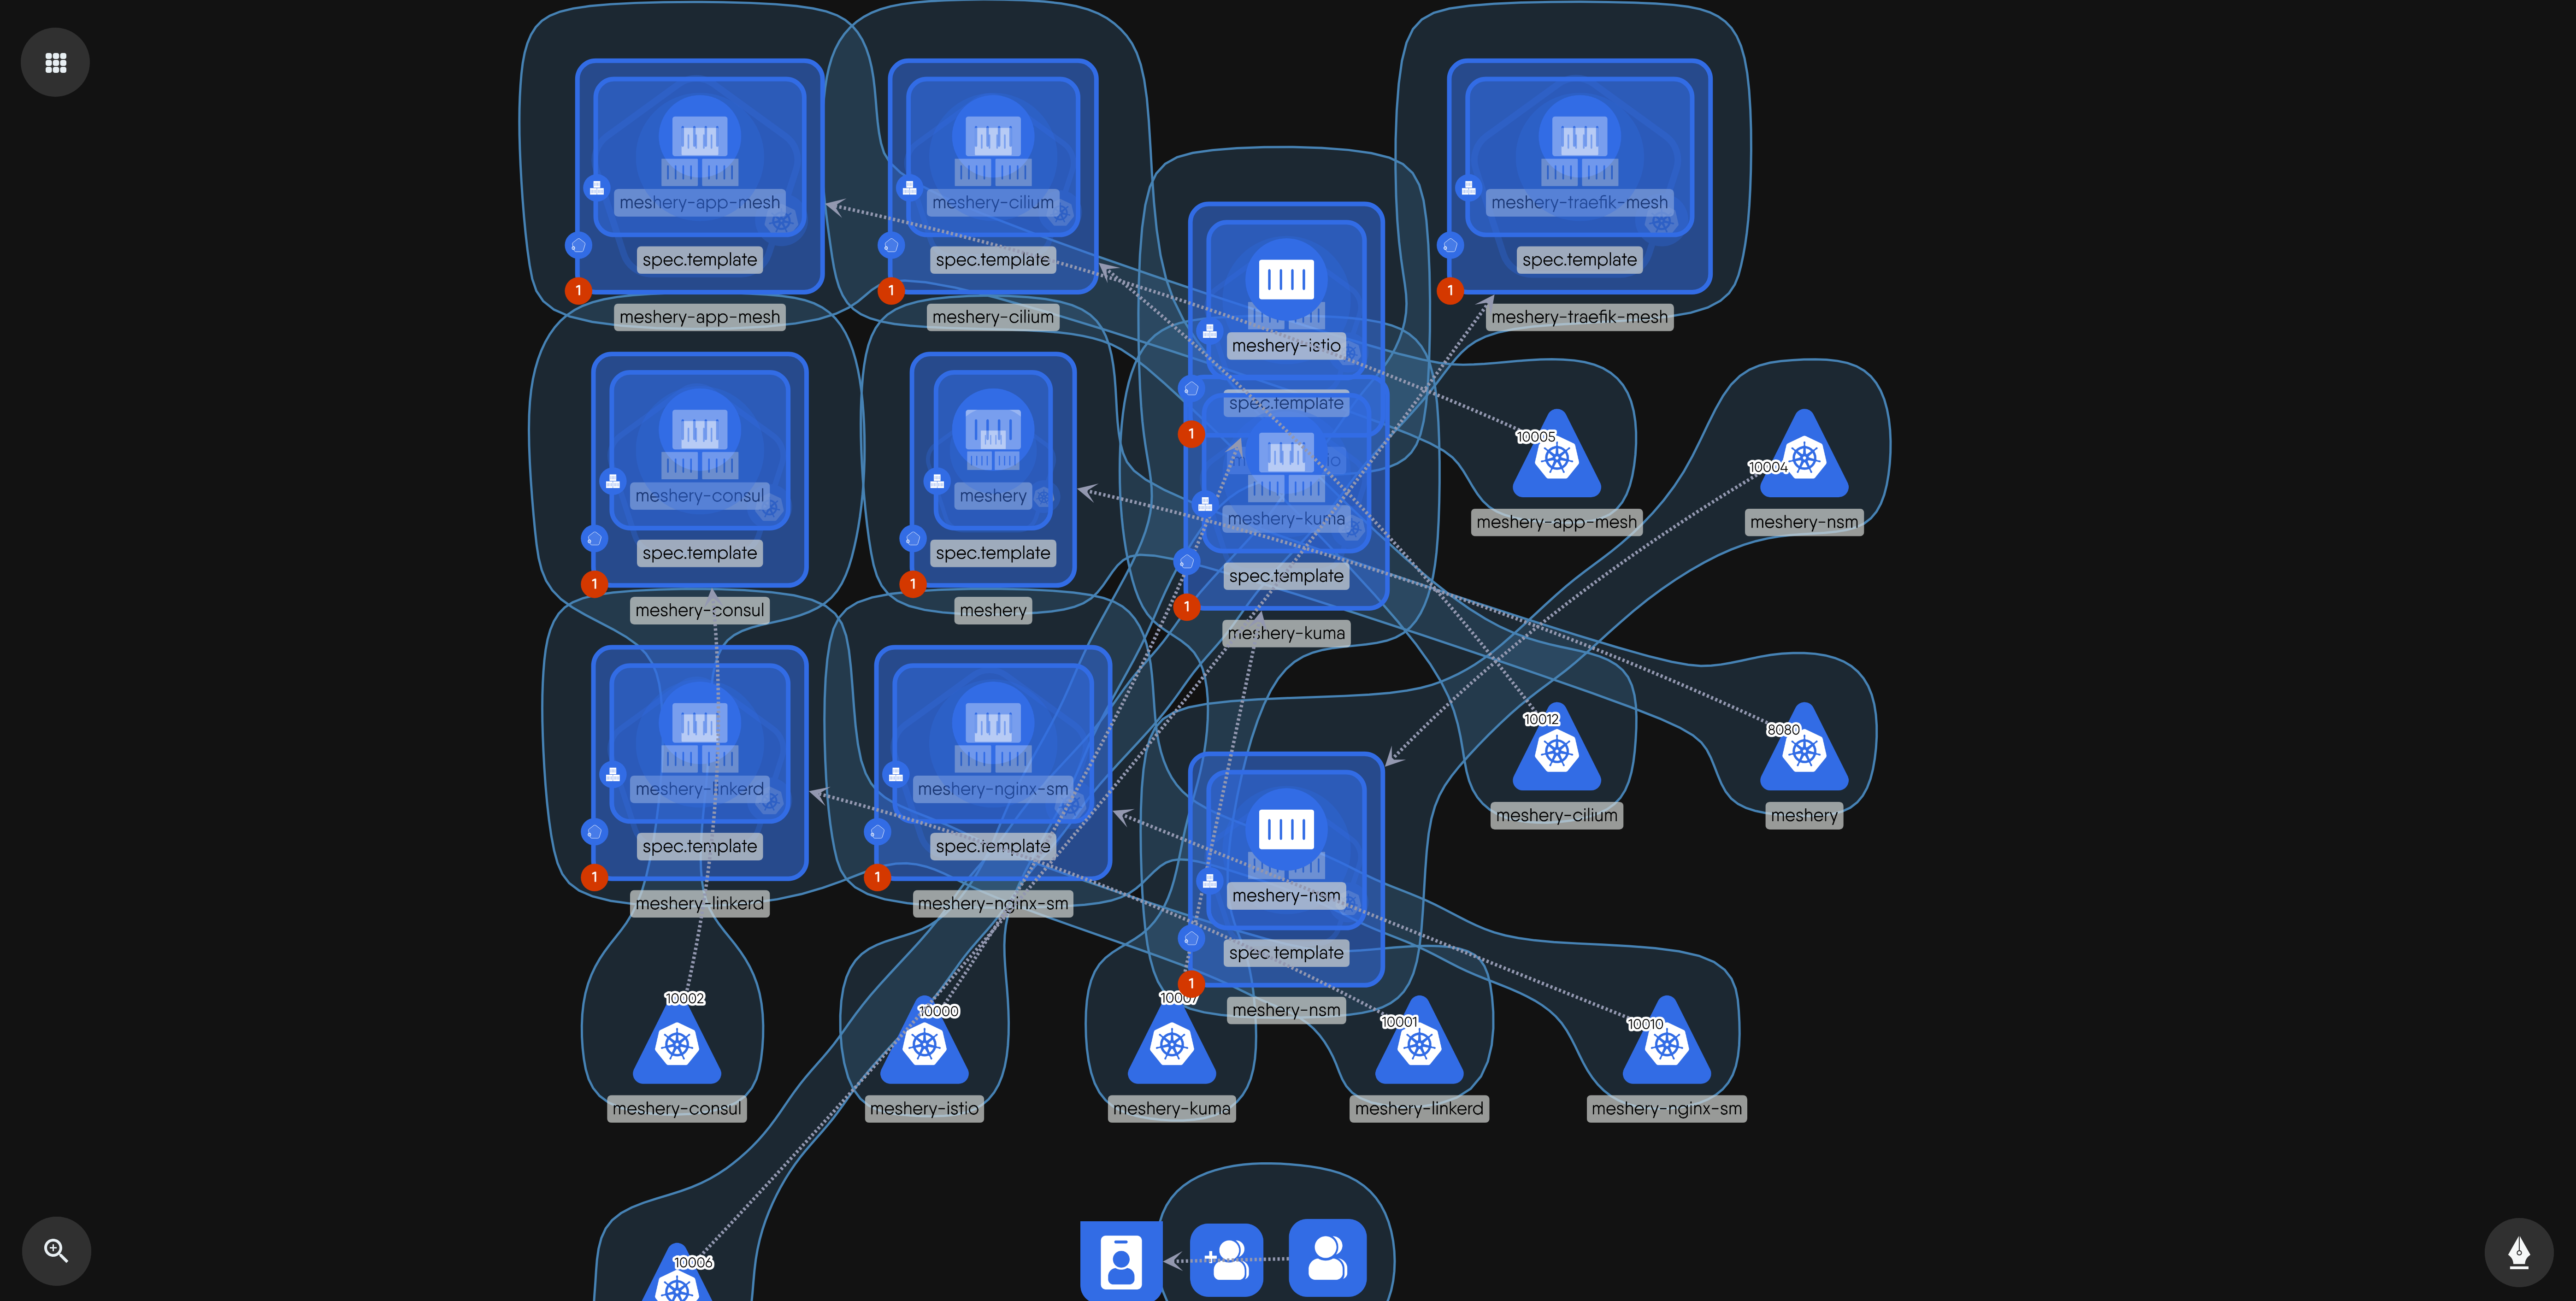 meshery-app-mesh
spec.template
1
meshery-app-mesh
meshery-cilium
spec.template
1
meshery-cilium
meshery-traefik-mesh
spec.template
1
meshery-traefik-mesh
meshery-istio
spec.template
1
meshery-consul
spec.template
1
meshery-consul
meshery
spec.template
1
meshery
meshery-kuma
spec.template
1
meshery-kuma
10005
meshery-app-mesh
10004
meshery-nsm
meshery-linkerd
spec.template
1
meshery-linkerd
meshery-nginx-sm
spec.template
1
meshery-nginx-sm
meshery-nsm
spec.template
1
meshery-nsm
10012
meshery-cilium
8080
meshery
10002
meshery-consul
10000
meshery-istio
10007
meshery-kuma
10001
meshery-linkerd
10010
meshery-nginx-sm
10006